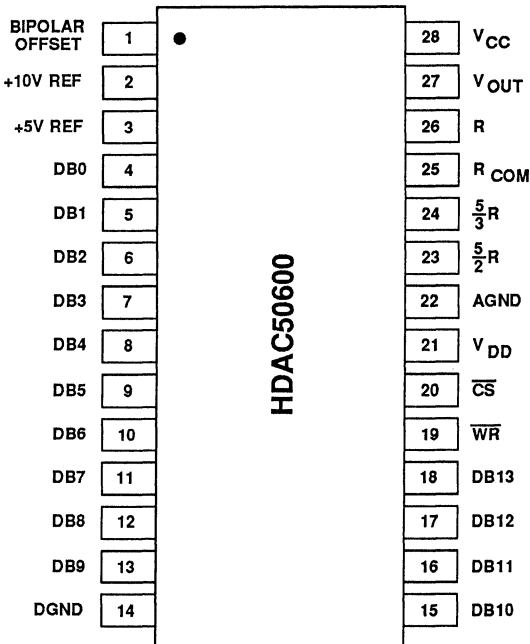 BIPOLAR
OFFSET 1
+10V REF 2
+5V REF 3
DB0 4
DB1 5
DB2 6
DB3 7
DB4 8
DB5 9
DB6 10
DB7 11
DB8 12
DB9 13
DGND 14
HDAC50600
28 VCC
27 VOUT
26 R
25 RCOM
24 5/3R
23 5/2R
22 AGND
21 VDD
20 C̅S̅
19 W̅R̅
18 DB13
17 DB12
16 DB11
15 DB10